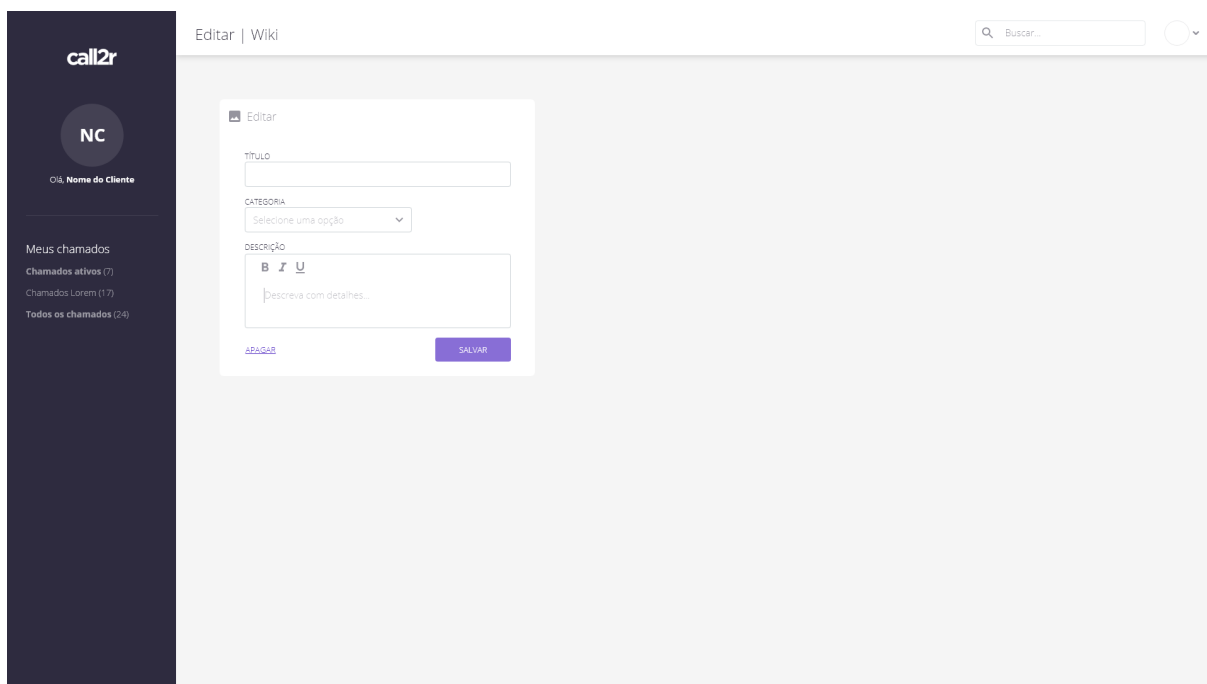 call2r
NC
Olá, Nome do Cliente
Meus chamados
Chamados ativos (7)
Chamados Lorem (17)
Todos os chamados (24)
Editar | Wiki
Buscar...
Editar
TÍTULO
CATEGORIA
Selecione uma opção
DESCRIÇÃO
B I U
Descreva com detalhes...
APAGAR
SALVAR